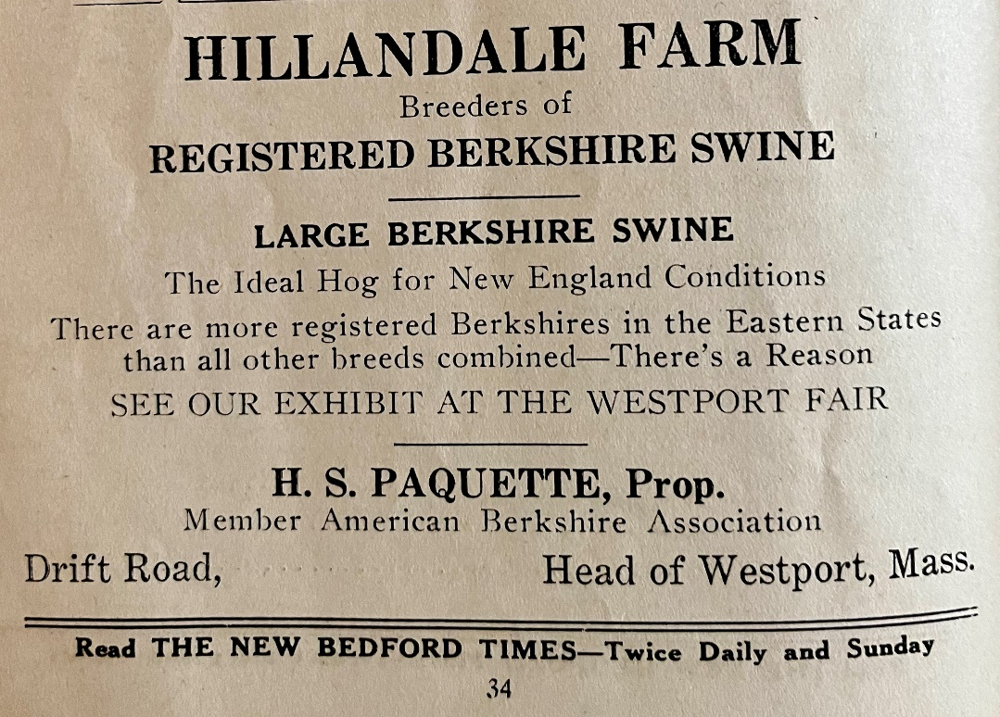 HILLANDALE FARM
Breeders of
REGISTERED BERKSHIRE SWINE
LARGE BERKSHIRE SWINE
The Ideal Hog for New England Conditions
There are more registered Berkshires in the Eastern States
than all other breeds combined—There's a Reason
SEE OUR EXHIBIT AT THE WESTPORT FAIR
H. S. PAQUETTE, Prop.
Member American Berkshire Association
Drift Road, Head of Westport, Mass.
Read THE NEW BEDFORD TIMES—Twice Daily and Sunday
34